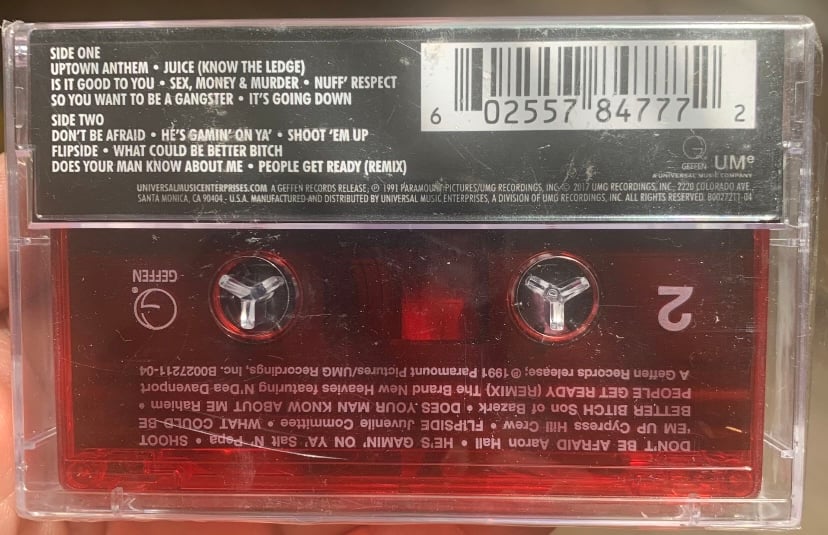 SIDE ONE
UPTOWN ANTHEM • JUICE (KNOW THE LEDGE)
IS IT GOOD TO YOU • SEX, MONEY & MURDER • NUFF' RESPECT
SO YOU WANT TO BE A GANGSTER • IT'S GOING DOWN
SIDE TWO
DON'T BE AFRAID • HE'S GAMIN' ON YA' • SHOOT 'EM UP
FLIPSIDE • WHAT COULD BE BETTER BITCH
DOES YOUR MAN KNOW ABOUT ME • PEOPLE GET READY (REMIX)
6 02557 84777 2
GEFFEN UMe
A UNIVERSAL MUSIC COMPANY
UNIVERSALMUSICENTERPRISES.COM A GEFFEN RECORDS RELEASE; ℗ 1991 PARAMOUNT PICTURES/UMG RECORDINGS, INC. © 2017 UMG RECORDINGS, INC., 2220 COLORADO AVE.,
SANTA MONICA, CA 90404 - U.S.A. MANUFACTURED AND DISTRIBUTED BY UNIVERSAL MUSIC ENTERPRISES, A DIVISION OF UMG RECORDINGS, INC. ALL RIGHTS RESERVED. B0027211-04
2
GEFFEN
DON'T BE AFRAID Aaron Hall • HE'S GAMIN' ON YA' Salt 'N' Pepa • SHOOT
'EM UP Cypress Hill Crew • FLIPSIDE Juvenile Committee • WHAT COULD BE
BETTER BITCH Son of Bazerk • DOES YOUR MAN KNOW ABOUT ME Rahiem •
PEOPLE GET READY (REMIX) The Brand New Heavies featuring N'Dea Davenport
A Geffen Records release; ℗ 1991 Paramount Pictures/UMG Recordings, Inc. B0027211-04